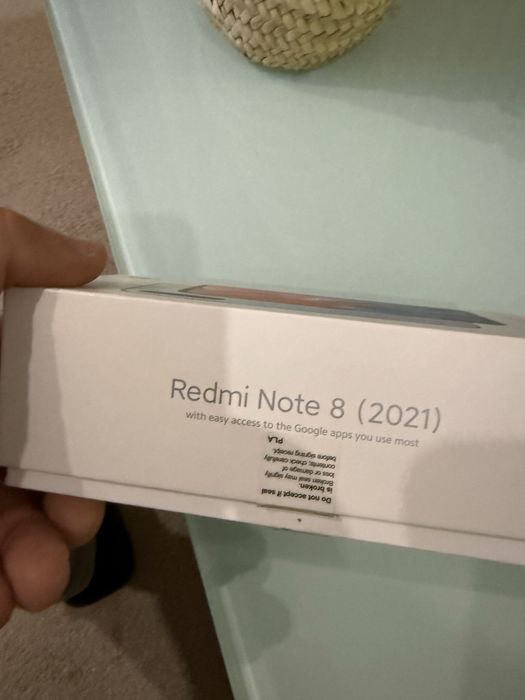 Redmi Note 8 (2021)
with easy access to the Google apps you use most
Do not accept if seal
is broken.
Broken seal may signify
loss or damage of
contents; check carefully
before signing receipt.
PLA